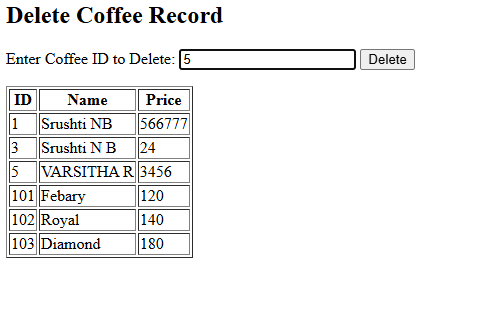 Delete Coffee Record
Enter Coffee ID to Delete: 5 Delete
ID Name Price
1 Srushti NB 566777
3 Srushti N B 24
5 VARSITHA R 3456
101 Febary 120
102 Royal 140
103 Diamond 180